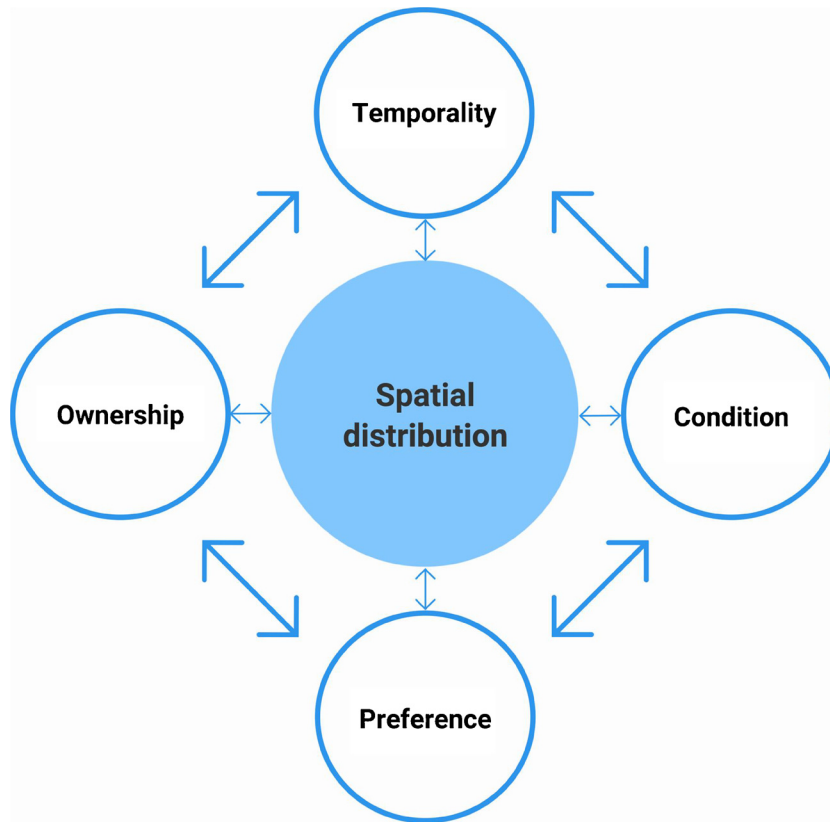 Temporality
Ownership
Spatial
distribution
Condition
Preference